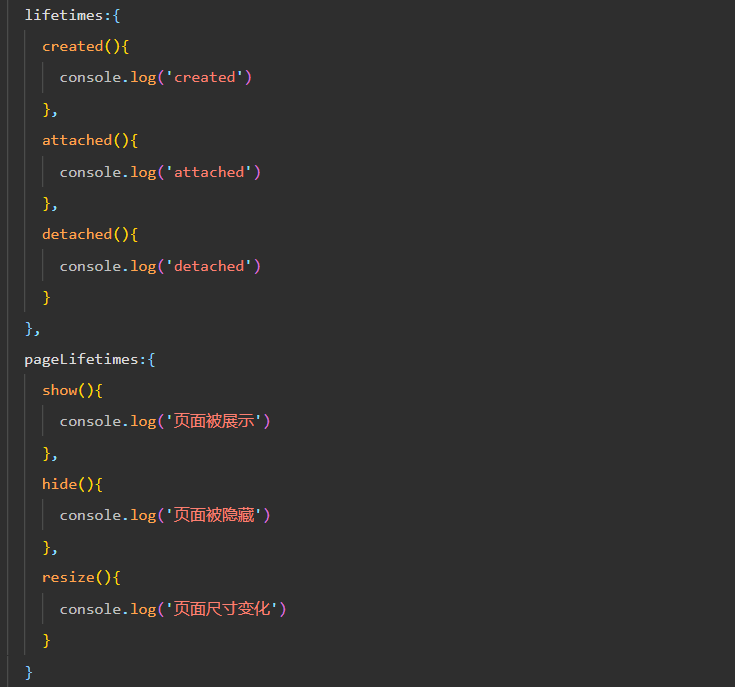 lifetimes:{
created(){
console.log('created')
},
attached(){
console.log('attached')
},
detached(){
console.log('detached')
}
},
pageLifetimes:{
show(){
console.log('页面被展示')
},
hide(){
console.log('页面被隐藏')
},
resize(){
console.log('页面尺寸变化')
}
}